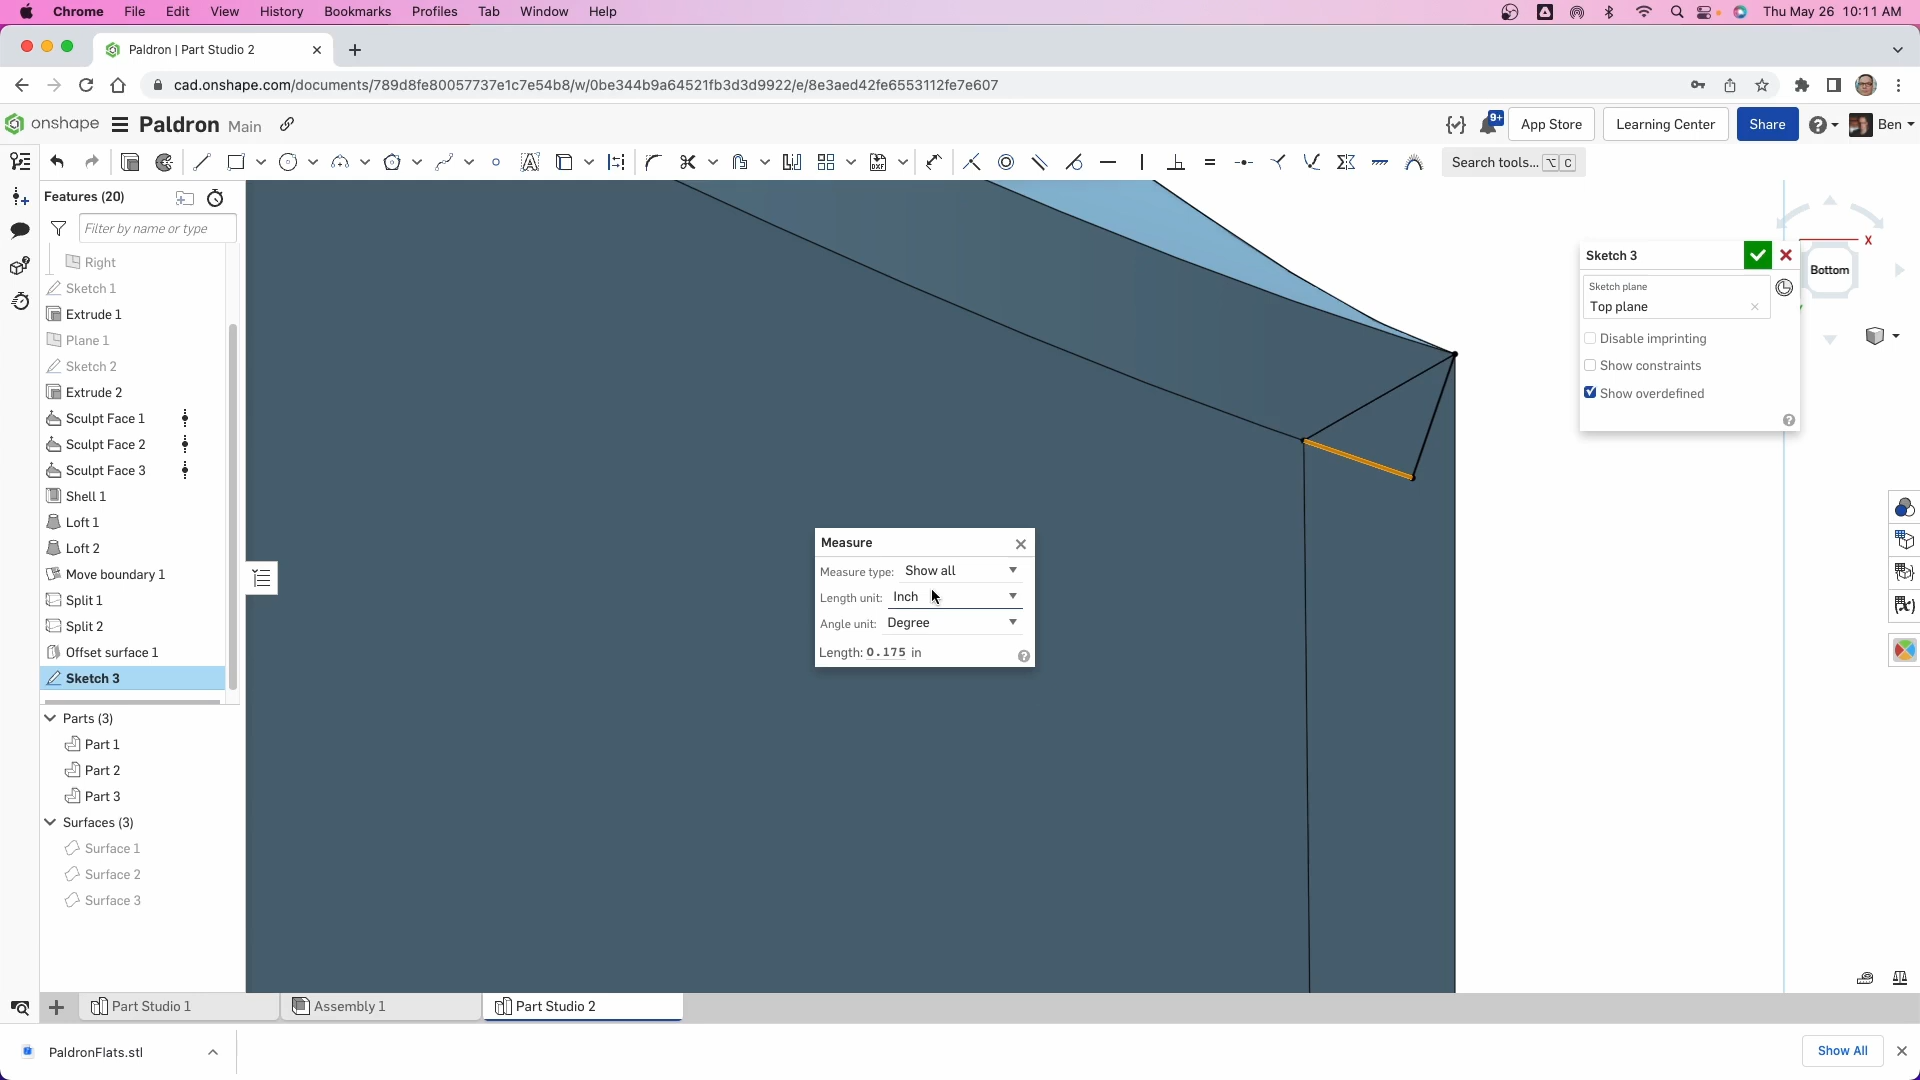 Chrome File Edit View History Bookmarks Profiles Tab Window Help Thu May 26 10:11 AM
Paldron | Part Studio 2
cad.onshape.com/documents/789d8fe80057737e1c7e54b8/w/0be344b9a64521fb3d3d9922/e/8e3aed42fe6553112fe7e607
onshape Paldron Main 9+ App Store Learning Center Share Ben
Search tools... ⌥ C
Features (20)
Filter by name or type
Right
Sketch 1
Extrude 1
Plane 1
Sketch 2
Extrude 2
Sculpt Face 1
Sculpt Face 2
Sculpt Face 3
Shell 1
Loft 1
Loft 2
Move boundary 1
Split 1
Split 2
Offset surface 1
Sketch 3
Parts (3)
Part 1
Part 2
Part 3
Surfaces (3)
Surface 1
Surface 2
Surface 3
Measure
Measure type: Show all
Length unit: Inch
Angle unit: Degree
Length: 0.175 in
Sketch 3
Sketch plane
Top plane
Disable imprinting
Show constraints
Show overdefined
X
Bottom
Part Studio 1 Assembly 1 Part Studio 2
PaldronFlats.stl Show All